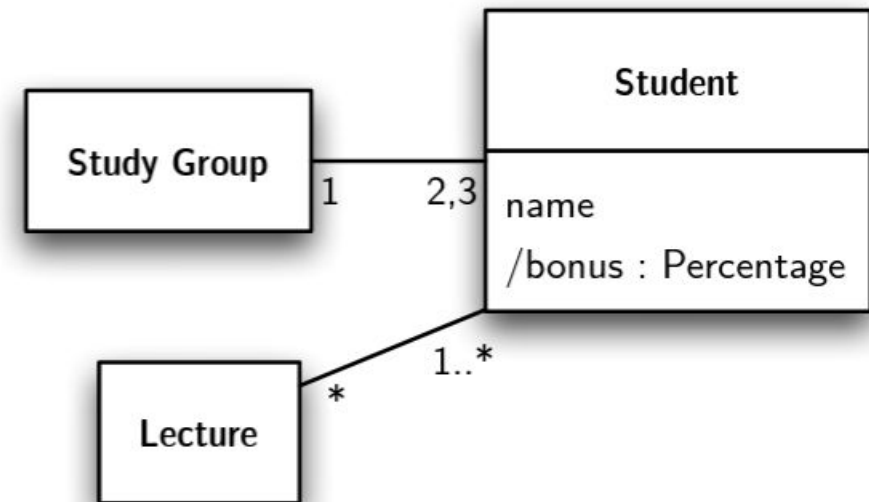 Student
Study Group
1
2,3
name
/bonus : Percentage
1..*
*
Lecture